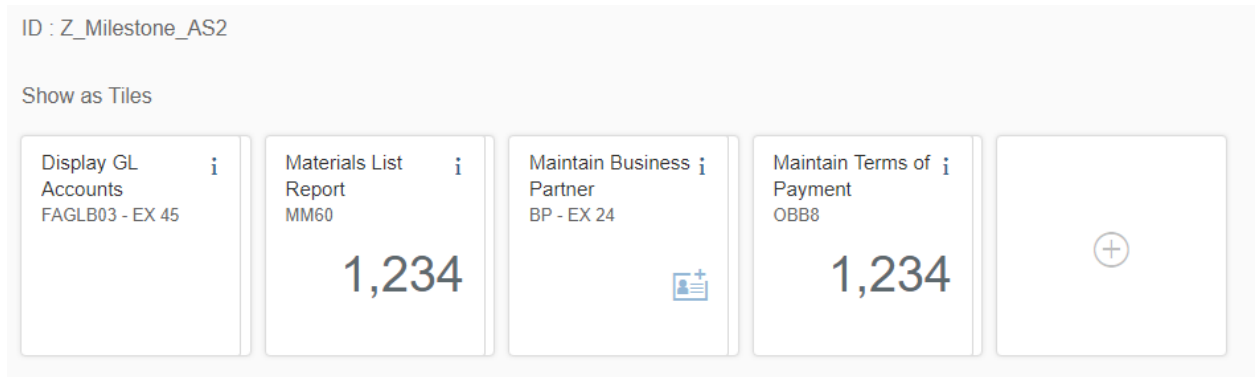 ID : Z_Milestone_AS2
Show as Tiles
Display GL
Accounts
FAGLB03 - EX 45
i
Materials List
Report
MM60
i
1,234
Maintain Business
Partner
BP - EX 24
i
Maintain Terms of
Payment
OBB8
i
1,234